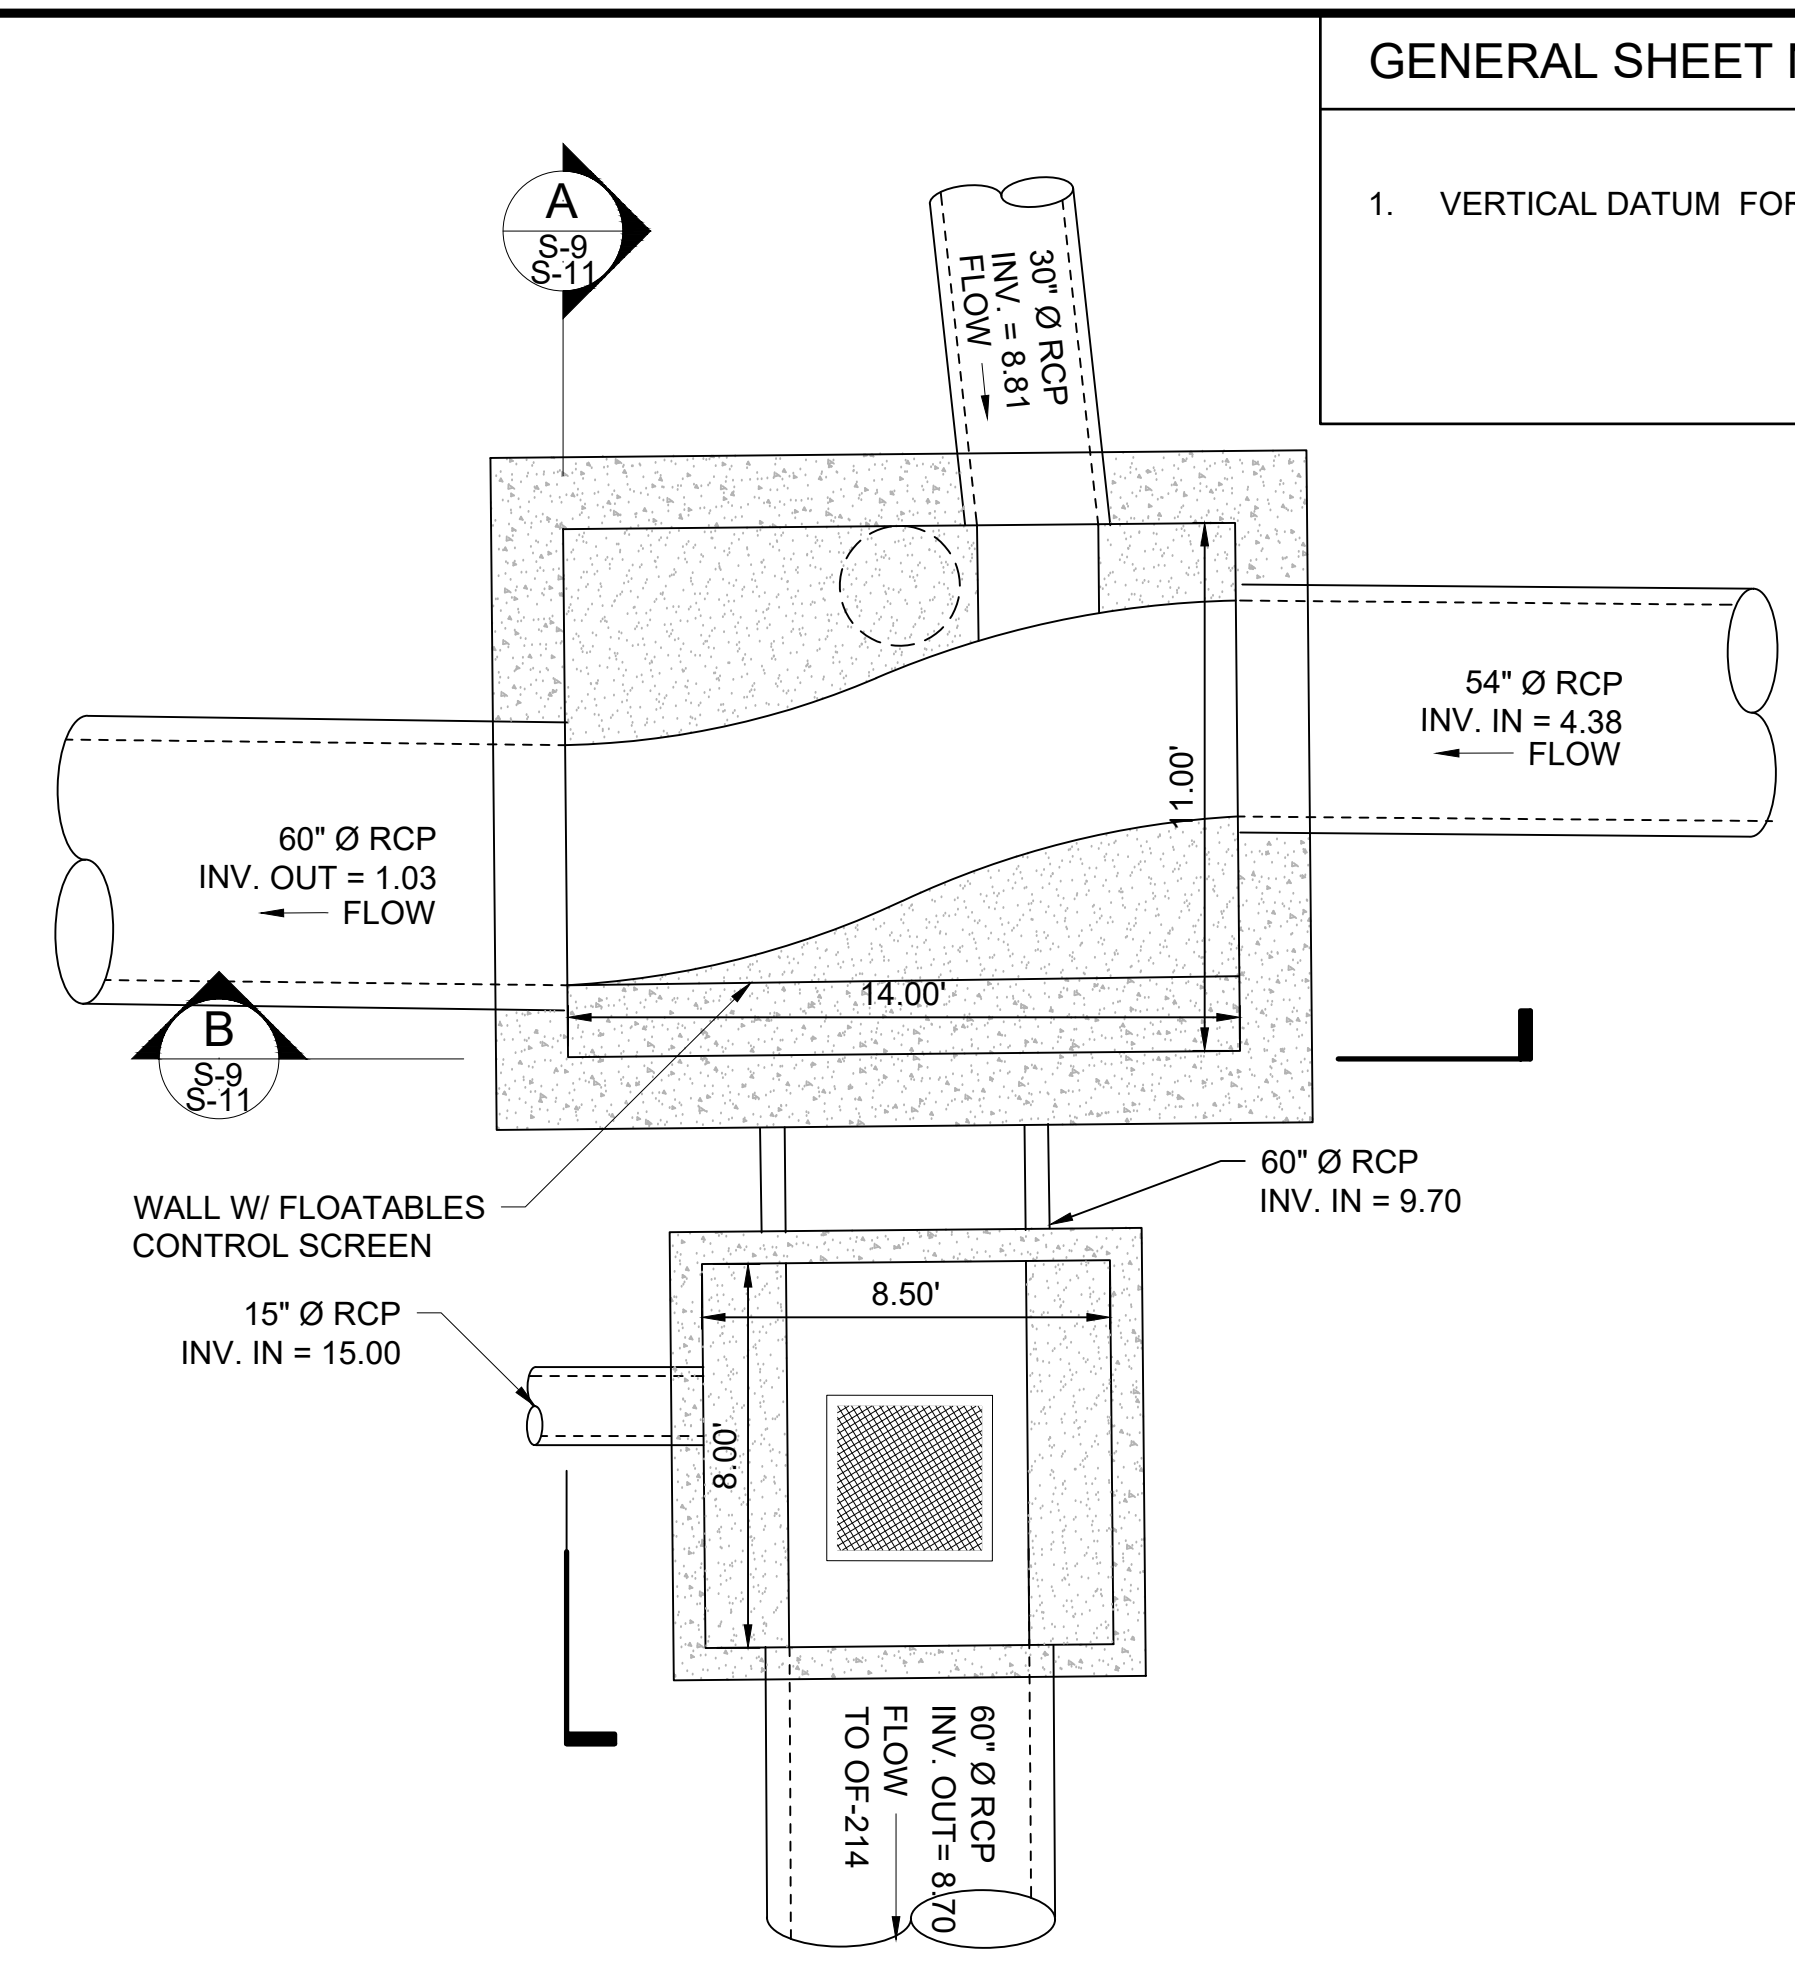 GENERAL SHEET
1. VERTICAL DATUM FOR
A
S-9
S-11
30" Ø RCP
INV. = 8.81
FLOW
54" Ø RCP
INV. IN = 4.38
FLOW
11.00'
60" Ø RCP
INV. OUT = 1.03
FLOW
14.00'
B
S-9
S-11
WALL W/ FLOATABLES
CONTROL SCREEN
60" Ø RCP
INV. IN = 9.70
15" Ø RCP
INV. IN = 15.00
8.50'
8.00'
60" Ø RCP
INV. OUT= 8.70
FLOW
TO OF-214